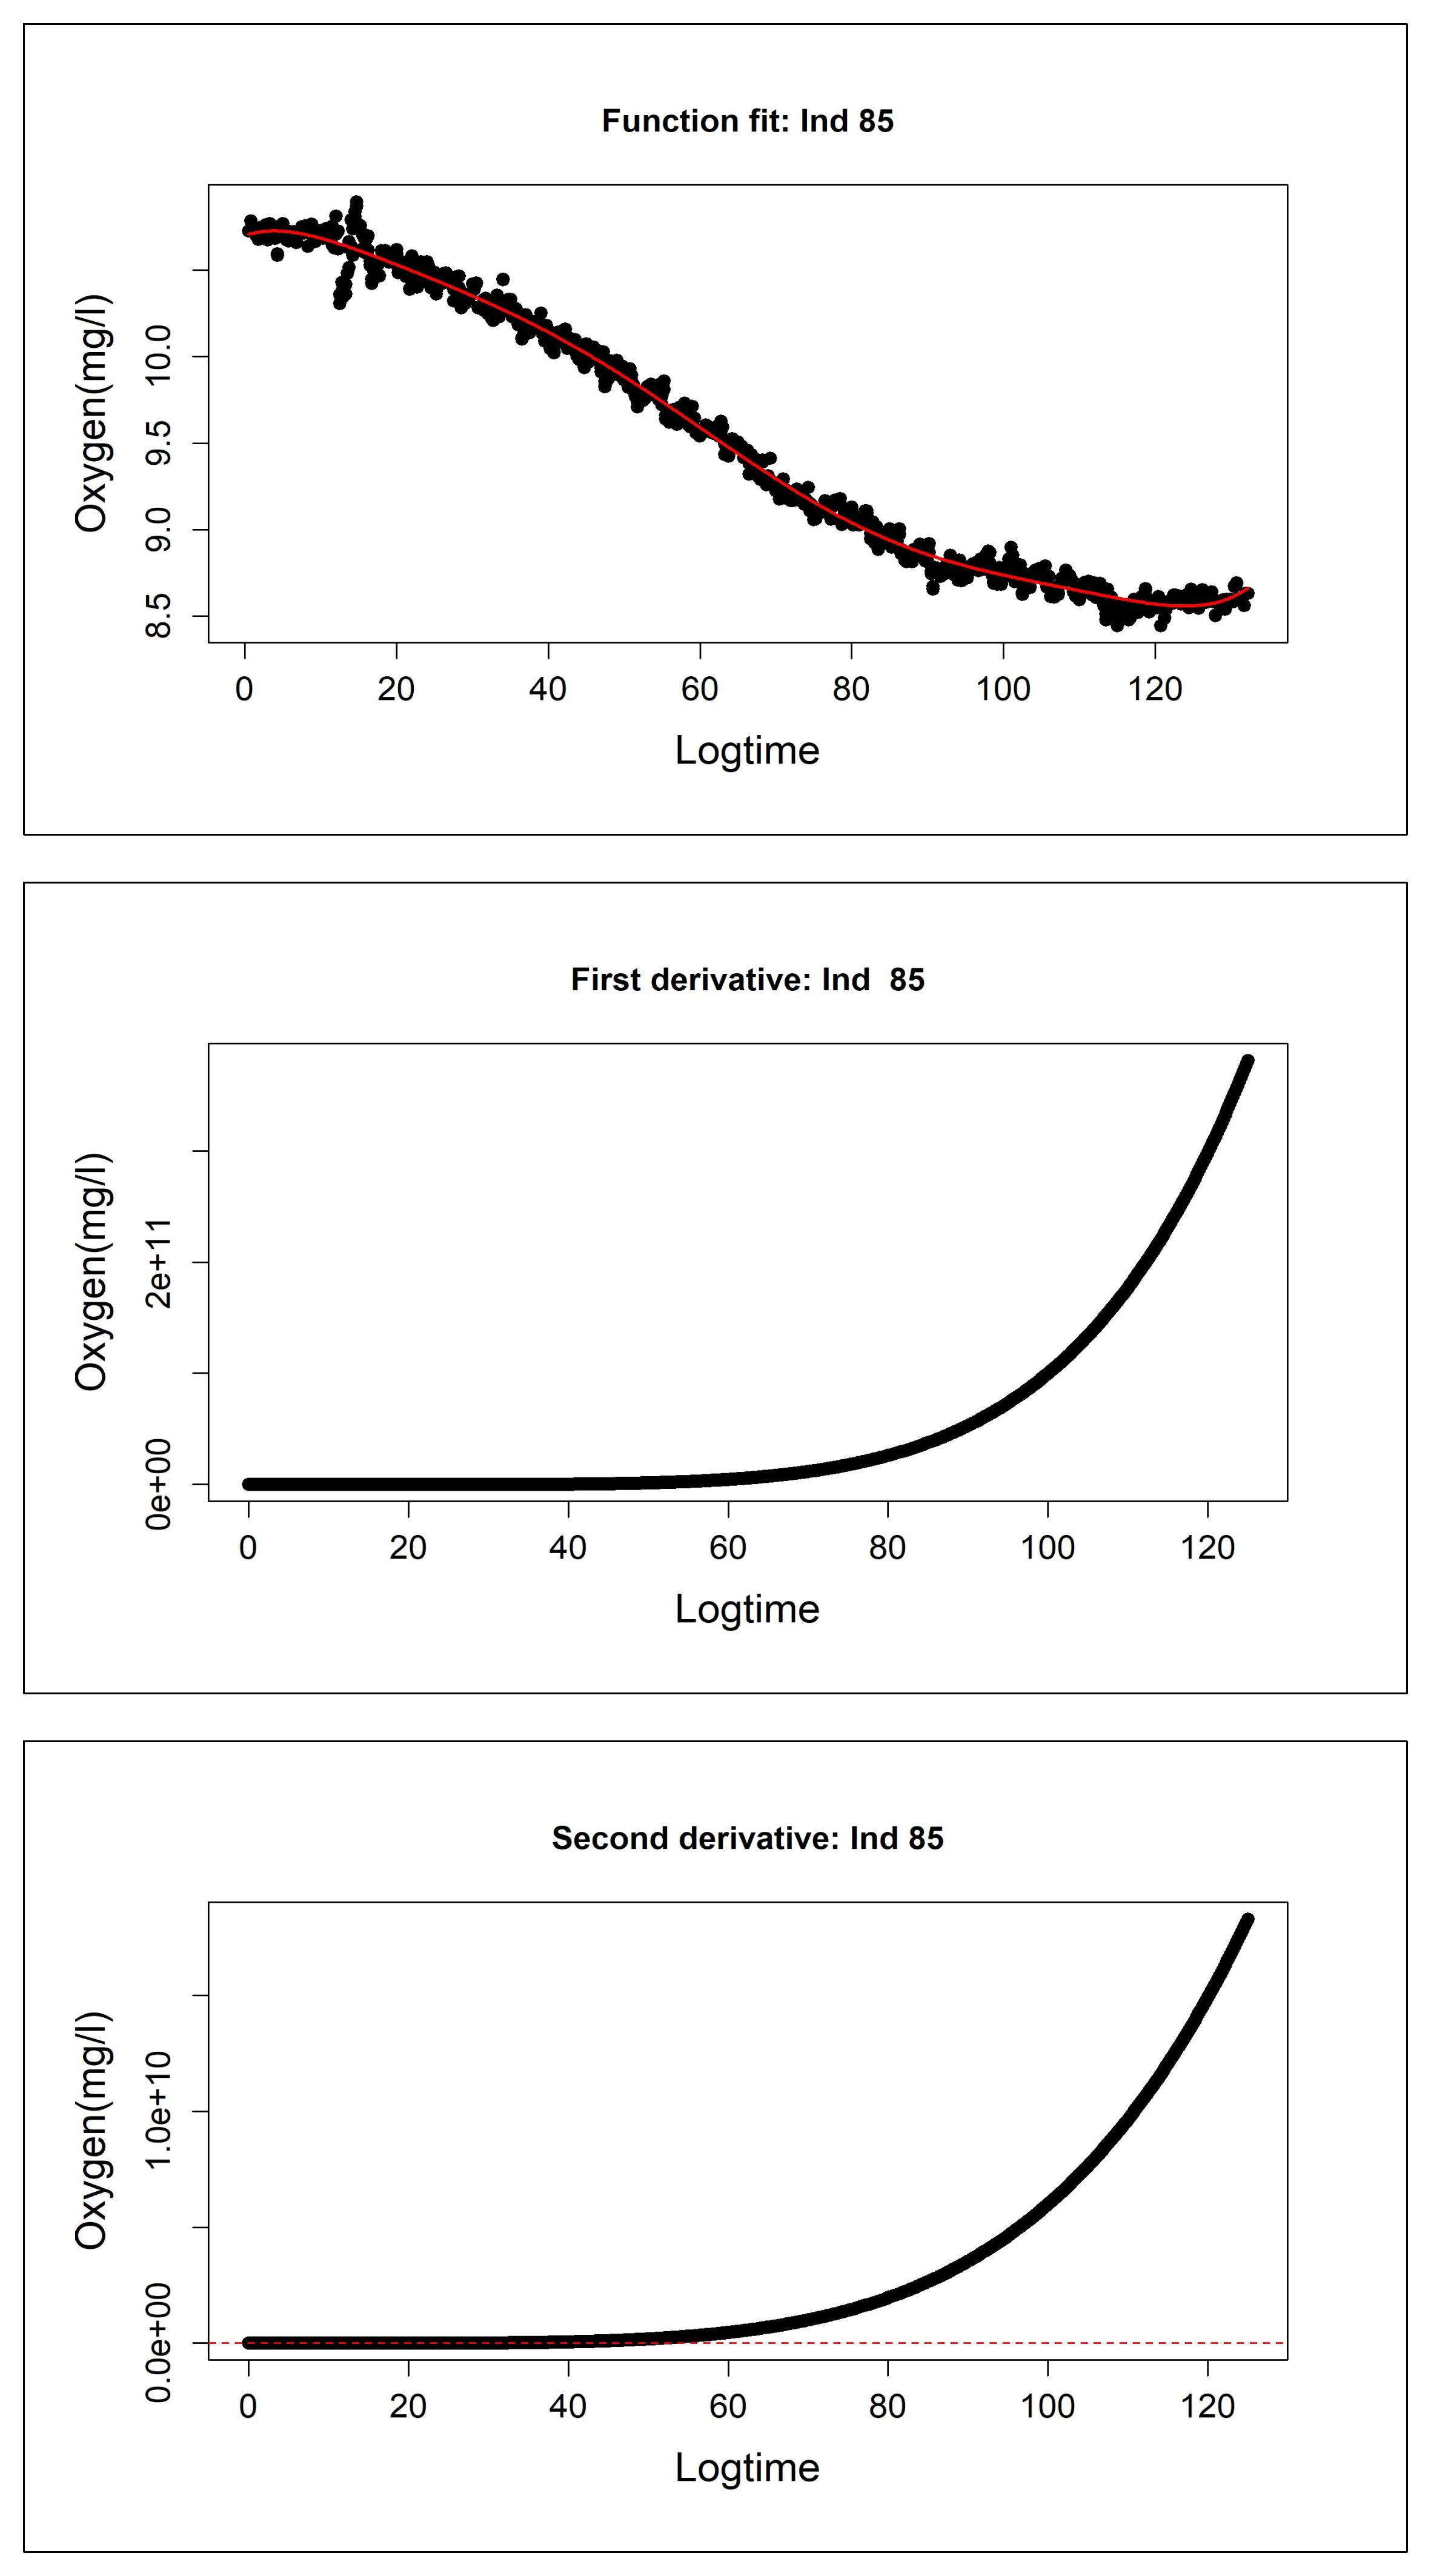 Function fit: Ind 85
Oxygen(mg/l)
10.0
9.5
9.0
8.5
0 20 40 60 80 100 120
Logtime
First derivative: Ind  85
Oxygen(mg/l)
2e+11
0e+00
0 20 40 60 80 100 120
Logtime
Second derivative: Ind 85
Oxygen(mg/l)
1.0e+10
0.0e+00
0 20 40 60 80 100 120
Logtime